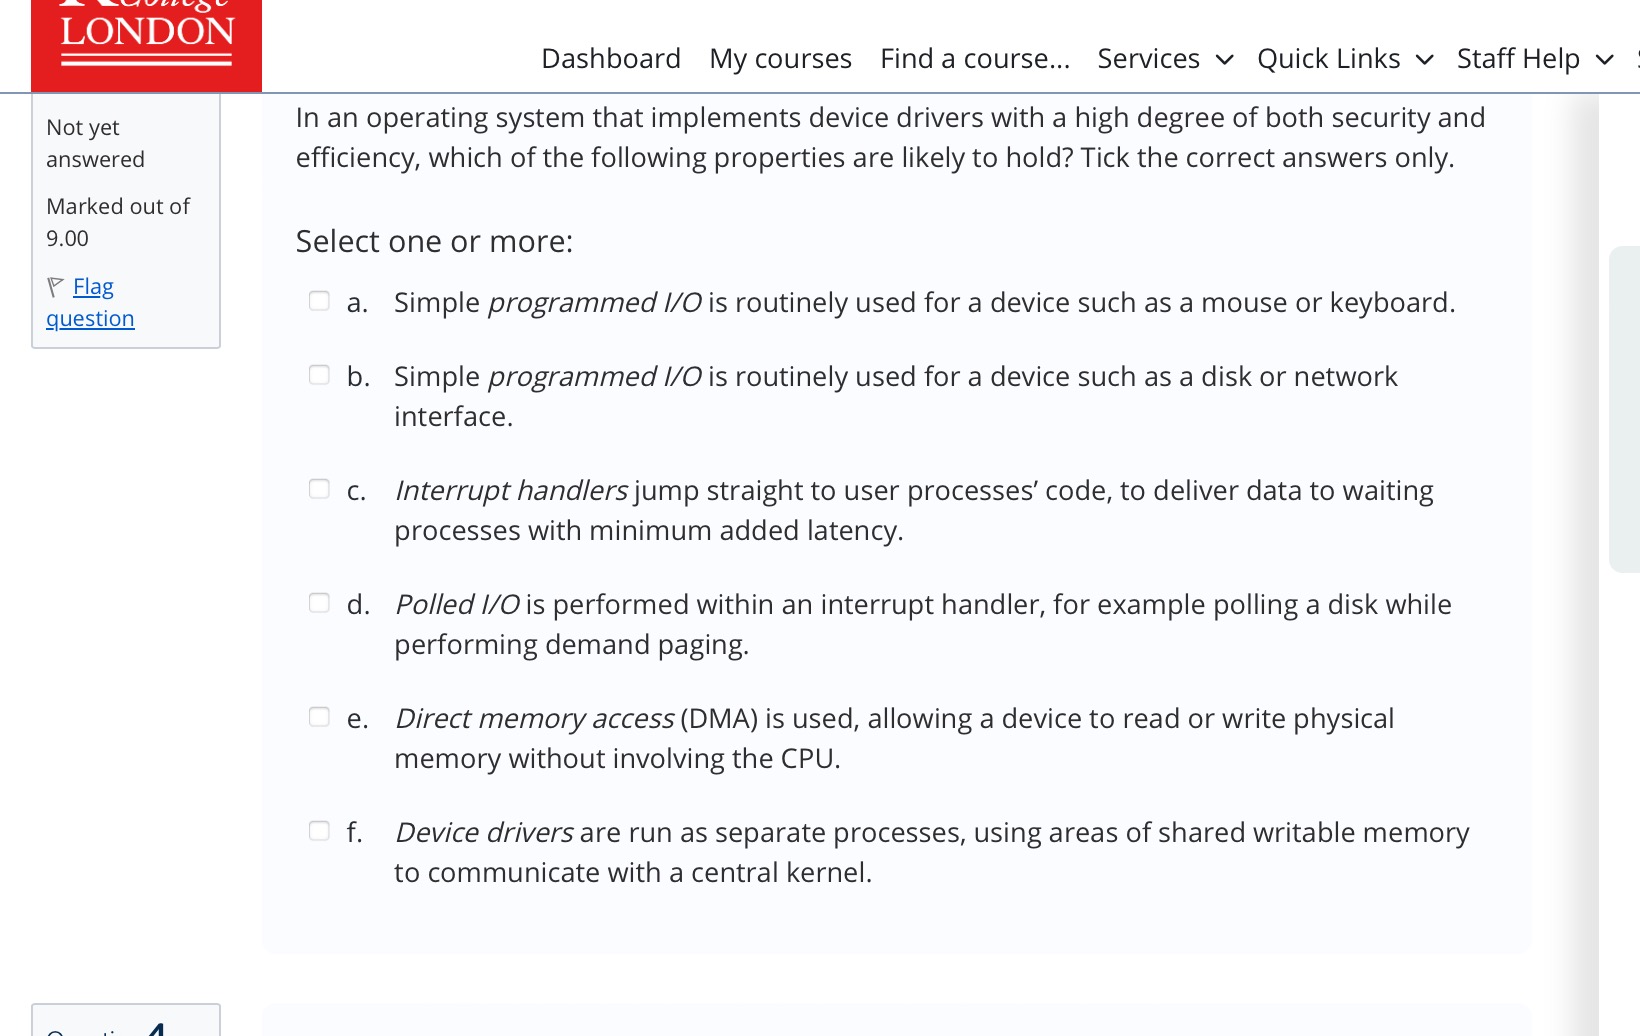 College
LONDON
Dashboard My courses Find a course... Services Quick Links Staff Help
Not yet
answered
Marked out of
9.00
Flag
question
In an operating system that implements device drivers with a high degree of both security and
efficiency, which of the following properties are likely to hold? Tick the correct answers only.
Select one or more:
a. Simple programmed I/O is routinely used for a device such as a mouse or keyboard.
b. Simple programmed I/O is routinely used for a device such as a disk or network
interface.
c. Interrupt handlers jump straight to user processes’ code, to deliver data to waiting
processes with minimum added latency.
d. Polled I/O is performed within an interrupt handler, for example polling a disk while
performing demand paging.
e. Direct memory access (DMA) is used, allowing a device to read or write physical
memory without involving the CPU.
f. Device drivers are run as separate processes, using areas of shared writable memory
to communicate with a central kernel.